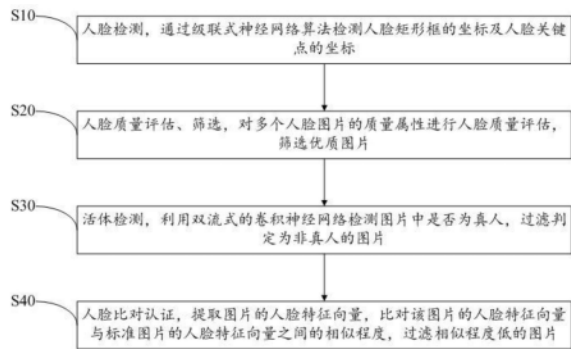 S10
人脸检测，通过级联式神经网络算法检测人脸矩形框的坐标及人脸关键
点的坐标
S20
人脸质量评估、筛选，对多个人脸图片的质量属性进行人脸质量评估，
筛选优质图片
S30
活体检测，利用双流式的卷积神经网络检测图片中是否为真人，过滤判
定为非真人的图片
S40
人脸比对认证，提取图片的人脸特征向量，比对该图片的人脸特征向量
与标准图片的人脸特征向量之间的相似程度，过滤相似程度低的图片